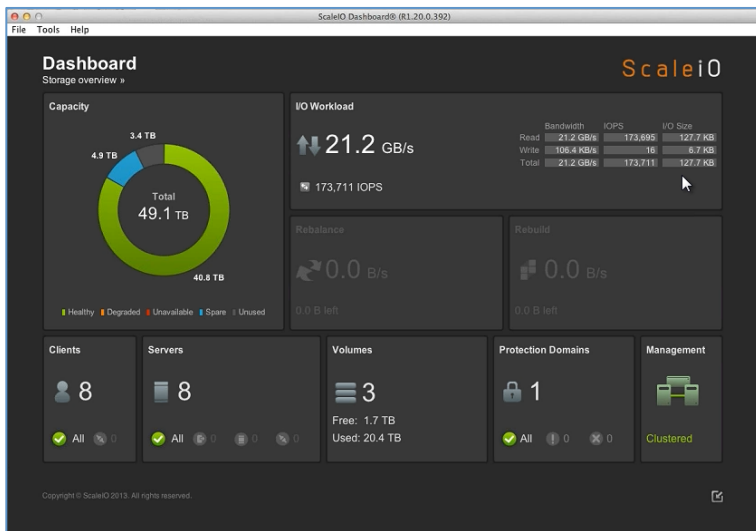 ScaleIO Dashboard® (R1.20.0.392)
File Tools Help
Dashboard
Storage overview »
ScaleiO
Capacity
3.4 TB
4.9 TB
Total
49.1 TB
40.8 TB
Healthy Degraded Unavailable Spare Unused
I/O Workload
21.2 GB/s
173,711 IOPS
Bandwidth IOPS I/O Size
Read 21.2 GB/s 173,695 127.7 KB
Write 106.4 KB/s 16 6.7 KB
Total 21.2 GB/s 173,711 127.7 KB
Rebalance
0.0 B/s
0.0 B left
Rebuild
0.0 B/s
0.0 B left
Clients
8
All 0
Servers
8
All 0 0 0
Volumes
3
Free: 1.7 TB
Used: 20.4 TB
Protection Domains
1
All 0 0
Management
Clustered
Copyright © ScaleIO 2013. All rights reserved.